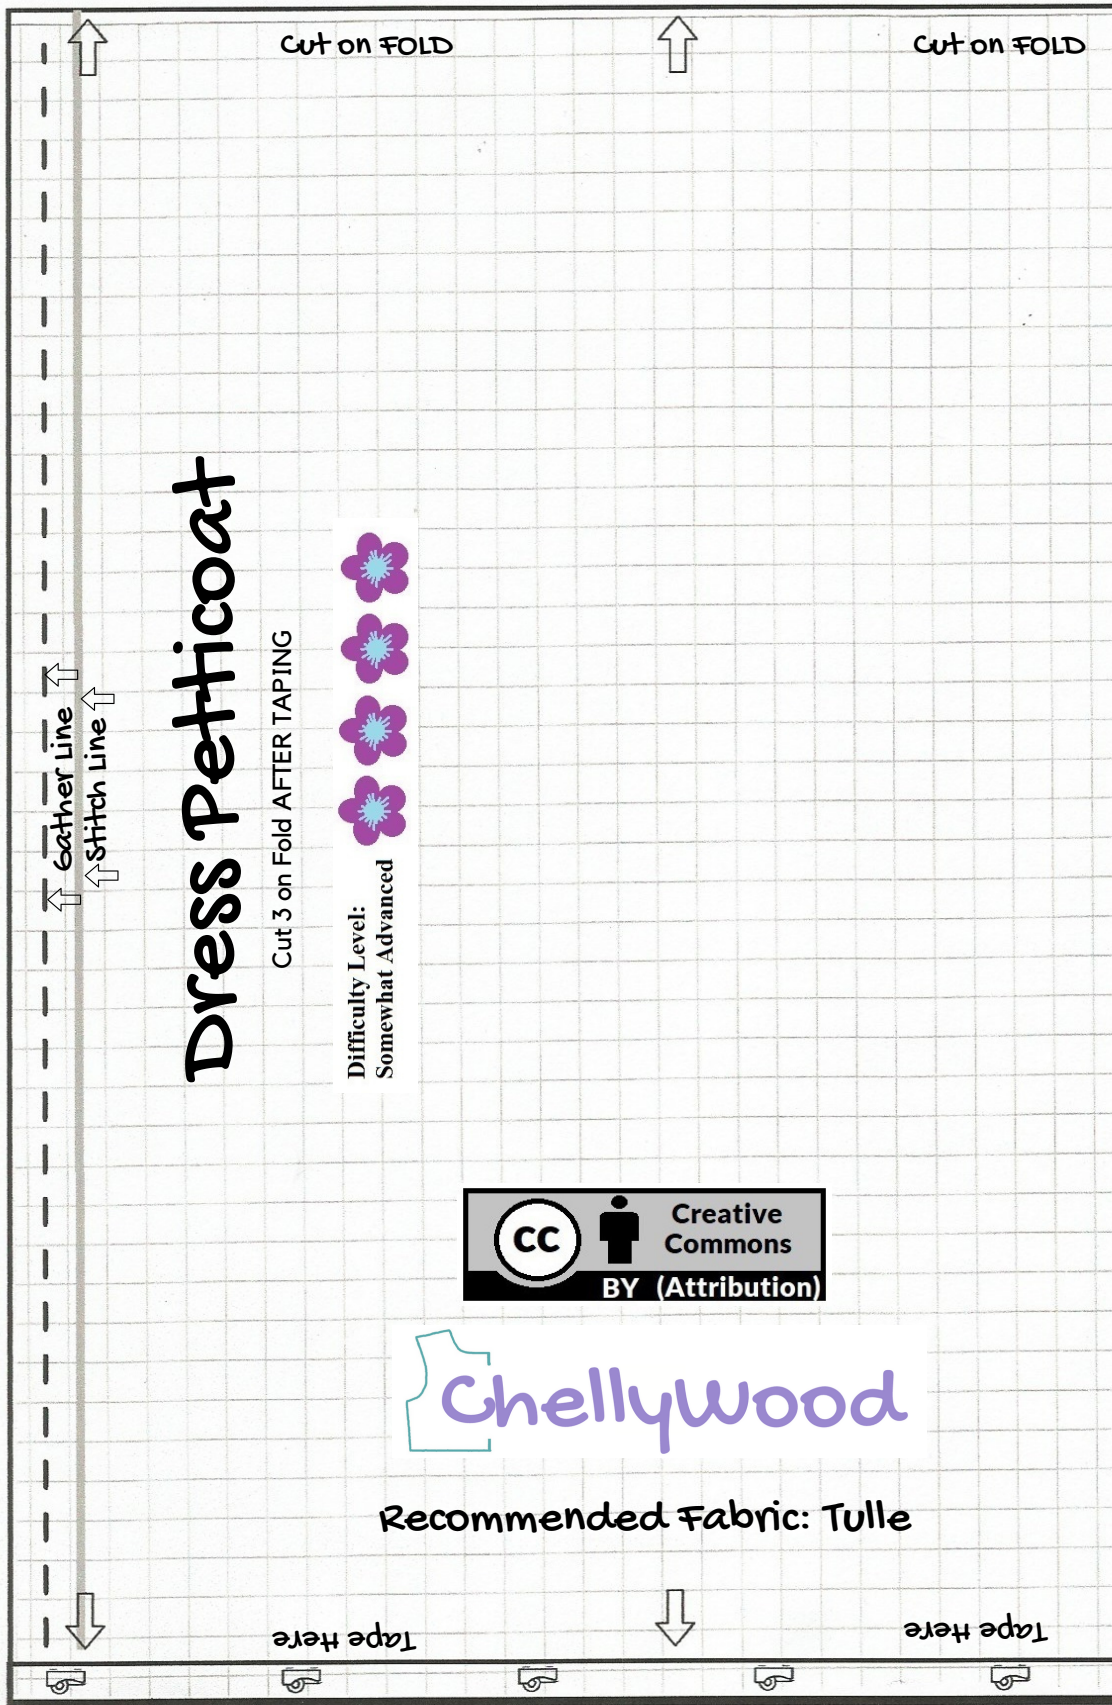 Cut on FOLD
Cut on FOLD
Gather Line
Stitch Line
Dress Petticoat
Cut 3 on Fold AFTER TAPING
Difficulty Level:
Somewhat Advanced
CC
Creative
Commons
BY (Attribution)
ChellyWood
Recommended Fabric: Tulle
Tape Here
Tape Here